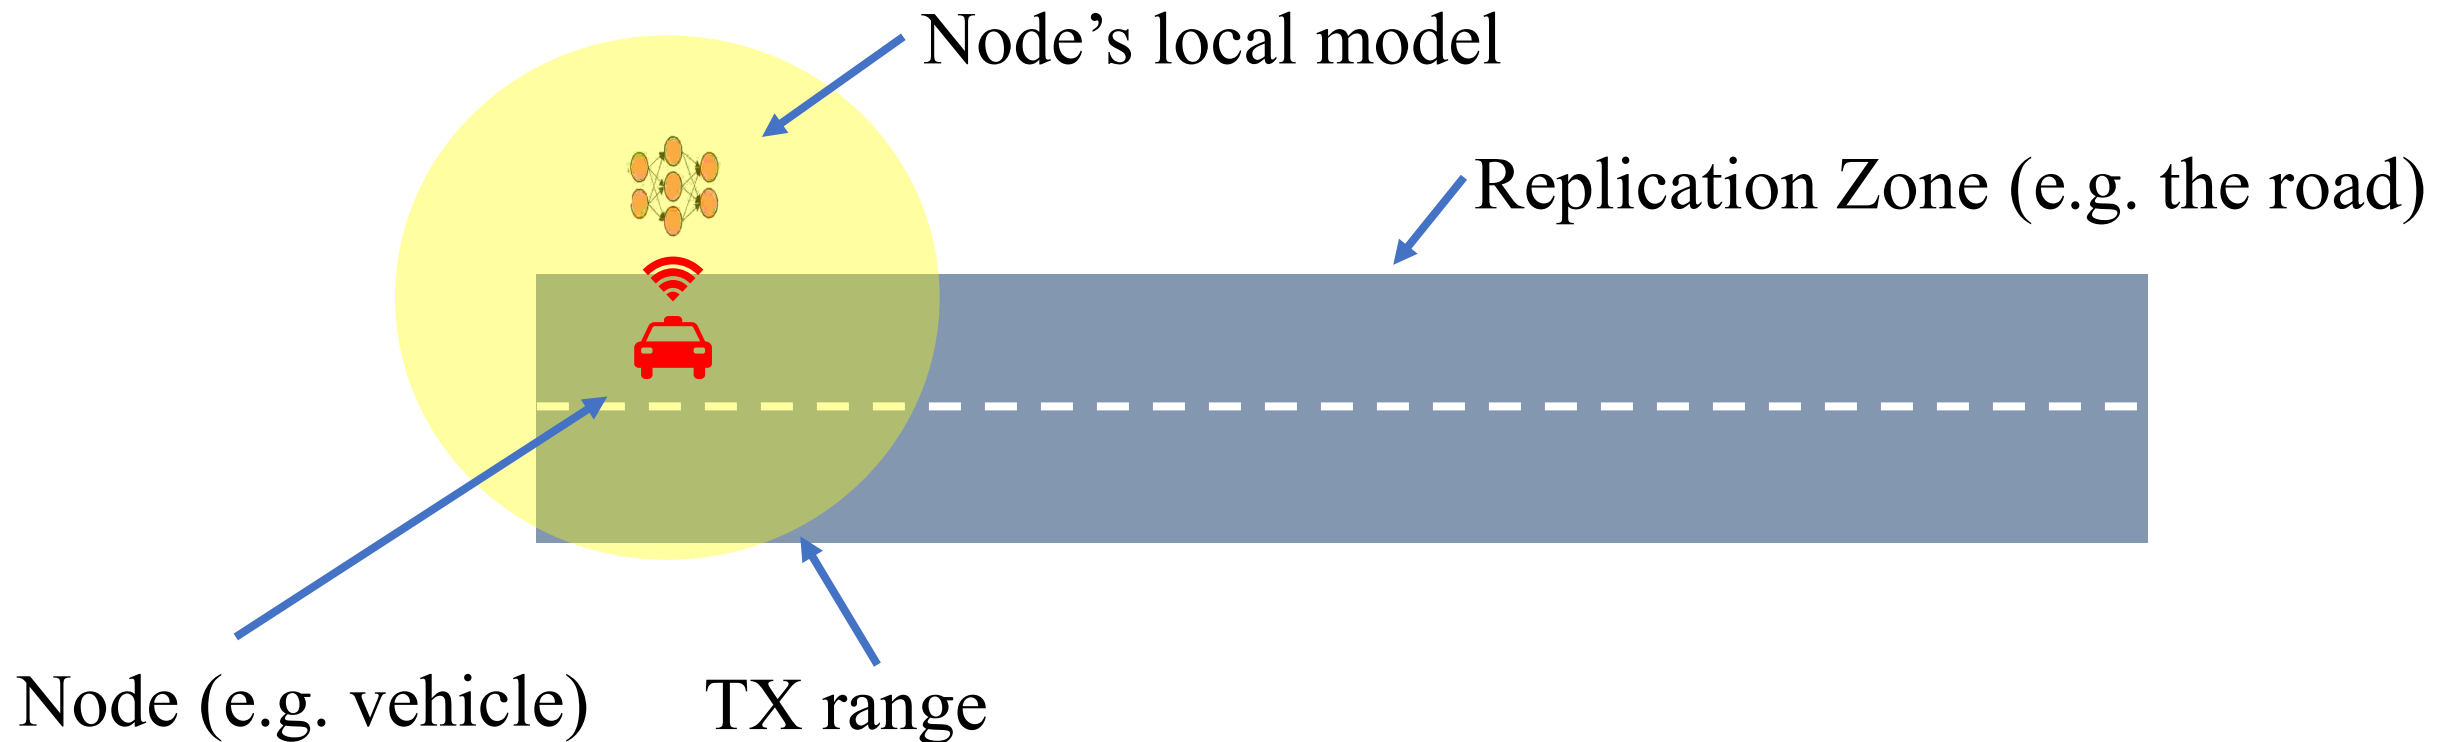 Node’s local model
Replication Zone (e.g. the road)
Node (e.g. vehicle)
TX range